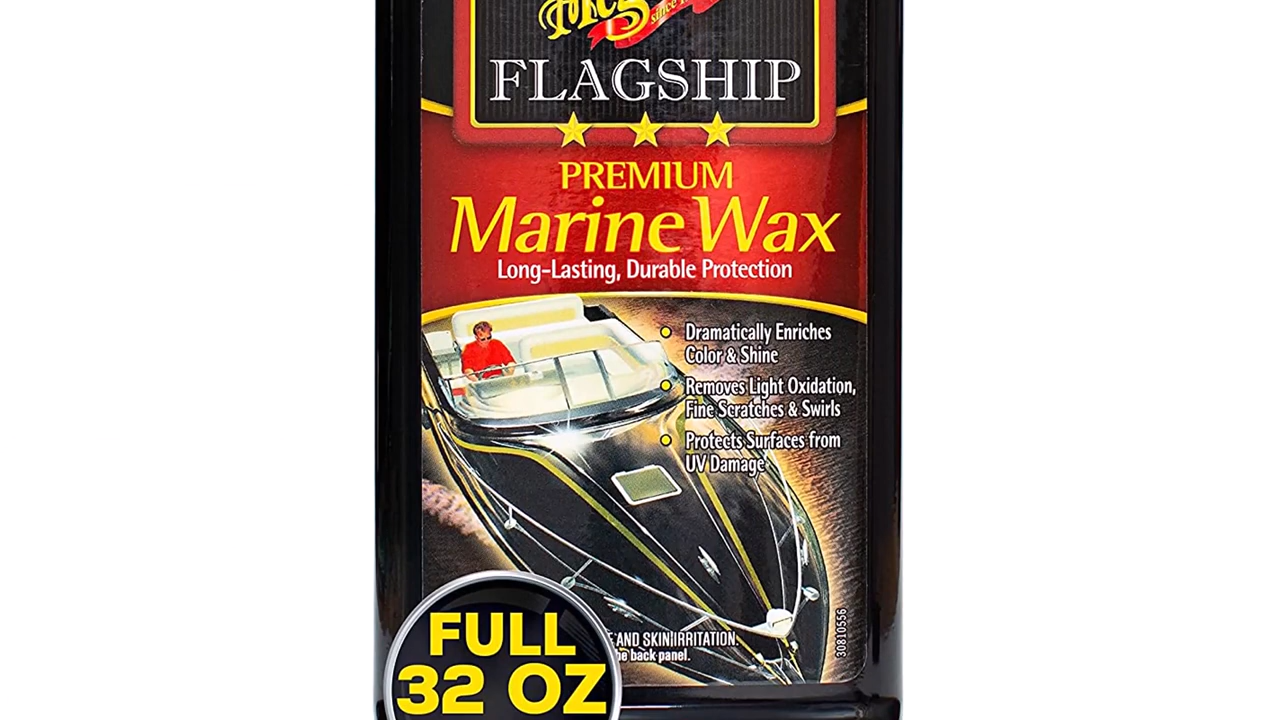 FLAGSHIP
PREMIUM
Marine Wax
Long-Lasting, Durable Protection
Dramatically Enriches
Color & Shine
Removes Light Oxidation,
Fine Scratches & Swirls
Protects Surfaces from
UV Damage
AND SKIN IRRITATION.
back panel.
30810556
FULL
32 OZ